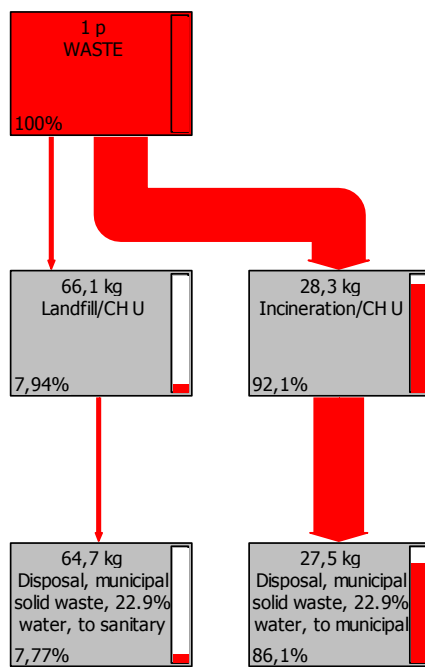 1 p
WASTE
100%
66,1 kg
Landfill/CH U
7,94%
28,3 kg
Incineration/CH U
92,1%
64,7 kg
Disposal, municipal
solid waste, 22.9%
water, to sanitary
7,77%
27,5 kg
Disposal, municipal
solid waste, 22.9%
water, to municipal
86,1%